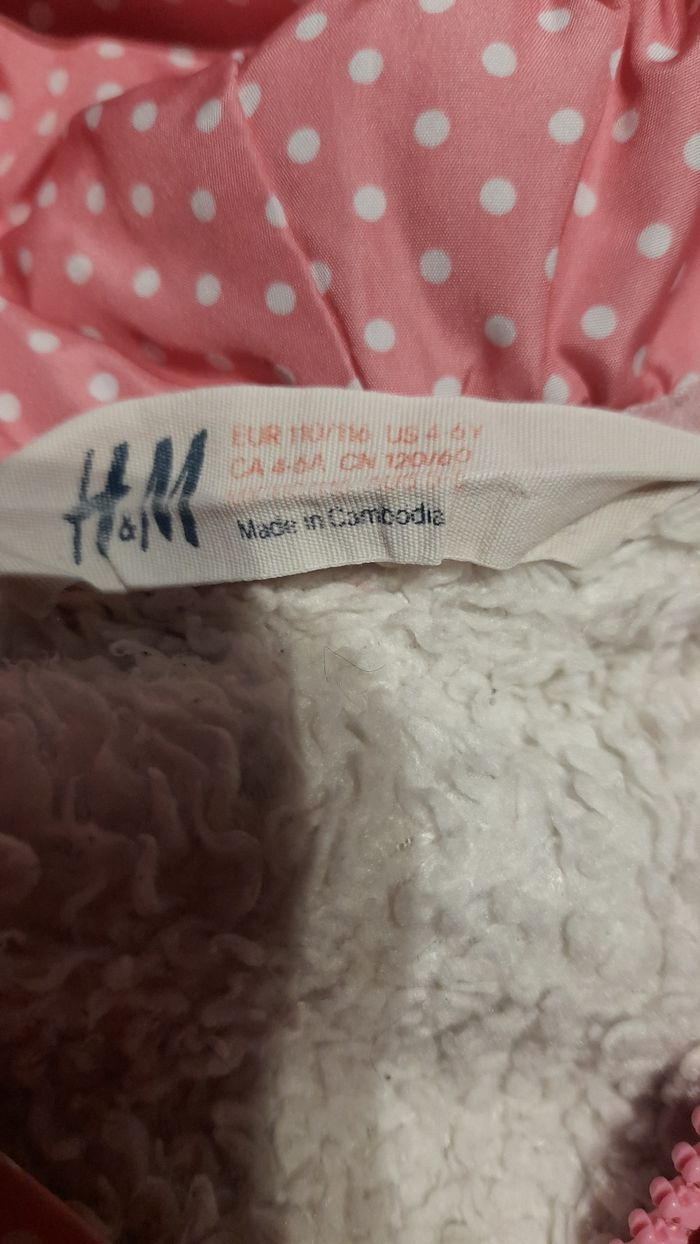 H&M
EUR 110/116 US 4-6Y
CA 4-6A CN 120/60
Made in Cambodia